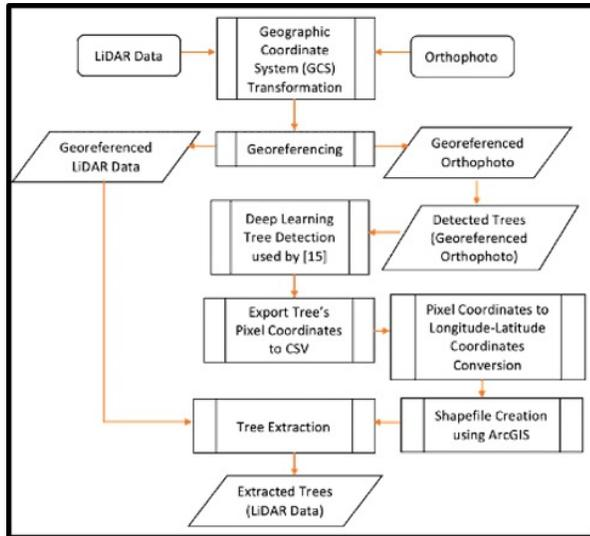 LiDAR Data
Geographic
Coordinate
System (GCS)
Transformation
Orthophoto
Georeferenced
LiDAR Data
Georeferencing
Georeferenced
Orthophoto
Deep Learning
Tree Detection
used by [15]
Detected Trees
(Georeferenced
Orthophoto)
Export Tree's
Pixel Coordinates
to CSV
Pixel Coordinates to
Longitude-Latitude
Coordinates
Conversion
Tree Extraction
Shapefile Creation
using ArcGIS
Extracted Trees
(LiDAR Data)